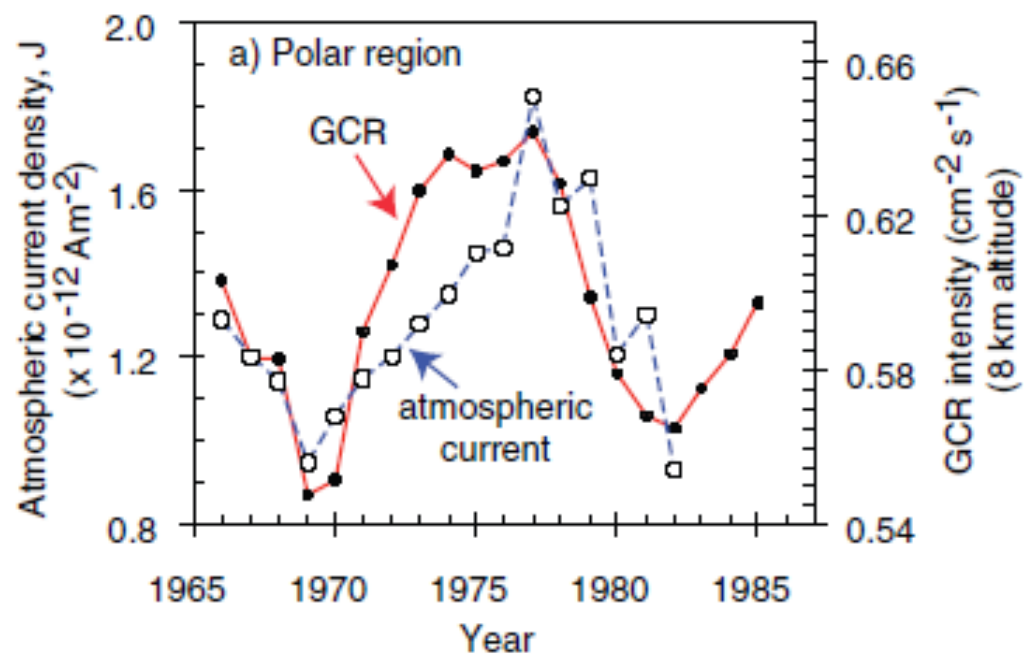 a) Polar region
GCR
atmospheric
current
Atmospheric current density, J
(x 10-12 Am-2)
2.0
1.6
1.2
0.8
0.66
0.62
0.58
0.54
GCR intensity (cm-2 s-1)
(8 km altitude)
1965 1970 1975 1980 1985
Year